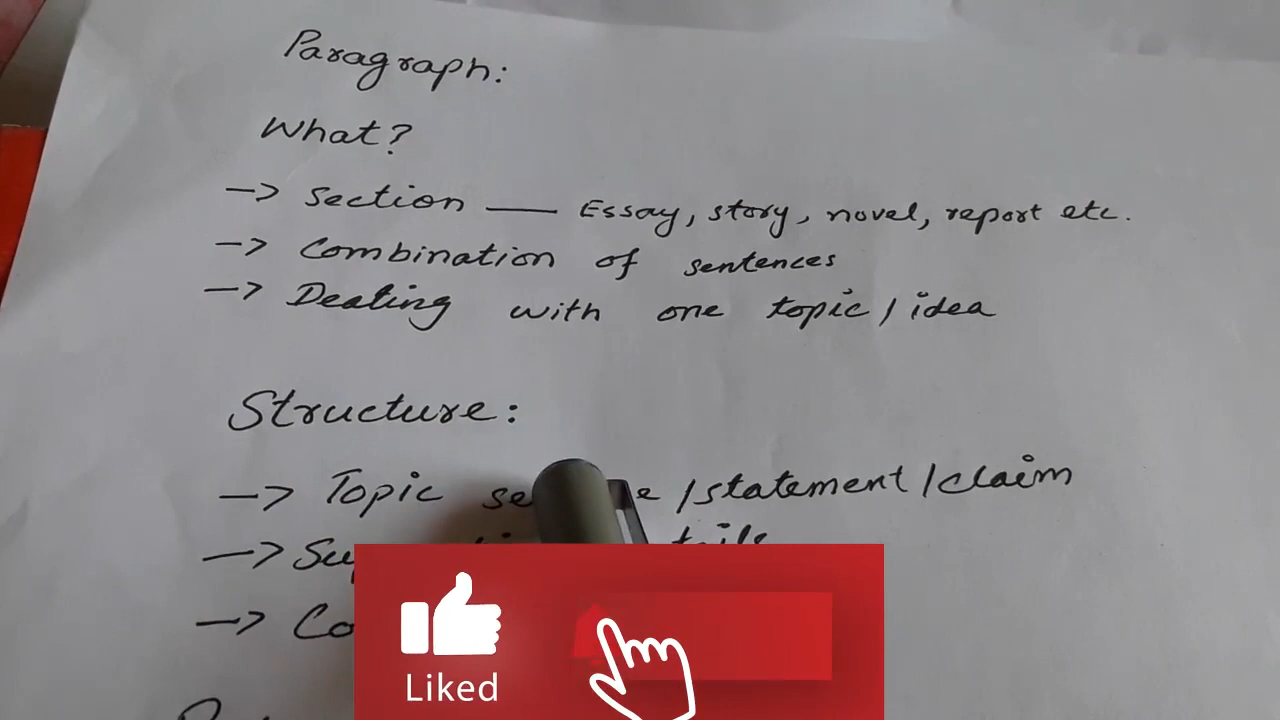 Paragraph:
What?
-> Section — Essay, story, novel, report etc.
-> Combination of sentences
-> Dealing with one topic / idea
Structure:
-> Topic /statement/claim
->
->
Liked